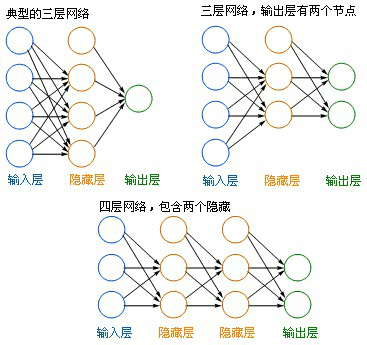 典型的三层网络
输入层 隐藏层 输出层
三层网络，输出层有两个节点
输入层 隐藏层 输出层
四层网络，包含两个隐藏
输入层 隐藏层 隐藏层 输出层